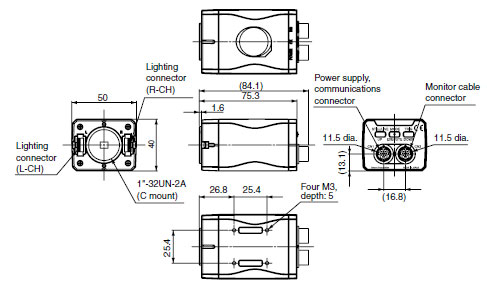 Lighting
connector
(R-CH)
(84.1)
75.3
Power supply,
communications
connector
Monitor cable
connector
50
1.6
Lighting
connector
(L-CH)
40
11.5 dia.
11.5 dia.
(13.1)
(16.8)
1"-32UN-2A
(C mount)
26.8
25.4
Four M3,
depth: 5
25.4